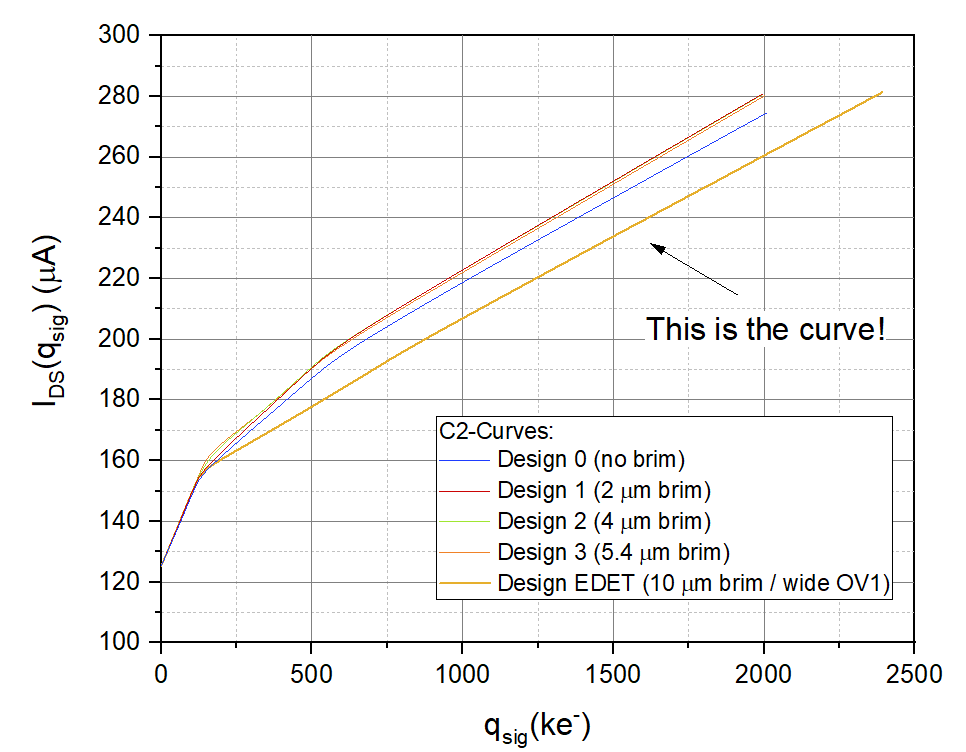 300
280
260
240
220
200
180
160
140
120
100
I_DS(q_sig) (μA)
This is the curve!
C2-Curves:
Design 0 (no brim)
Design 1 (2 μm brim)
Design 2 (4 μm brim)
Design 3 (5.4 μm brim)
Design EDET (10 μm brim / wide OV1)
0 500 1000 1500 2000 2500
q_sig(ke⁻)